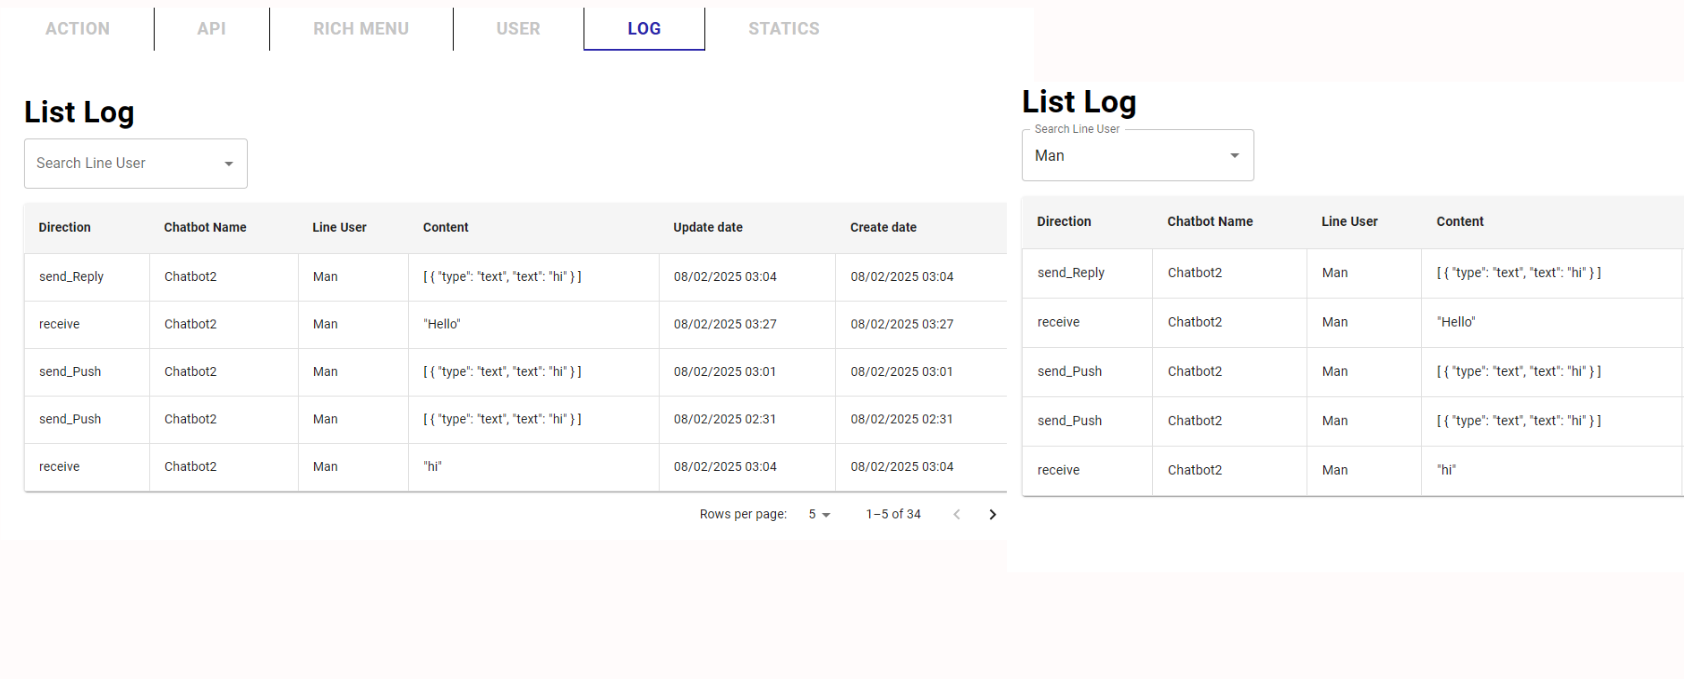 ACTION API RICH MENU USER LOG STATICS
List Log
Search Line User
Direction Chatbot Name Line User Content Update date Create date
send_Reply Chatbot2 Man [ { "type": "text", "text": "hi" } ] 08/02/2025 03:04 08/02/2025 03:04
receive Chatbot2 Man "Hello" 08/02/2025 03:27 08/02/2025 03:27
send_Push Chatbot2 Man [ { "type": "text", "text": "hi" } ] 08/02/2025 03:01 08/02/2025 03:01
send_Push Chatbot2 Man [ { "type": "text", "text": "hi" } ] 08/02/2025 02:31 08/02/2025 02:31
receive Chatbot2 Man "hi" 08/02/2025 03:04 08/02/2025 03:04
Rows per page: 5 1–5 of 34
List Log
Search Line User
Man
Direction Chatbot Name Line User Content
send_Reply Chatbot2 Man [ { "type": "text", "text": "hi" } ]
receive Chatbot2 Man "Hello"
send_Push Chatbot2 Man [ { "type": "text", "text": "hi" } ]
send_Push Chatbot2 Man [ { "type": "text", "text": "hi" } ]
receive Chatbot2 Man "hi"